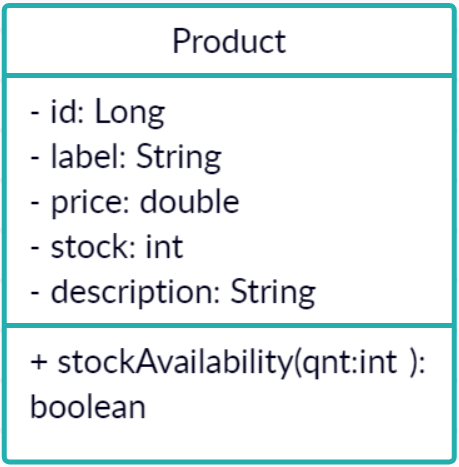 Product
- id: Long
- label: String
- price: double
- stock: int
- description: String
+ stockAvailability(qnt:int ):
boolean